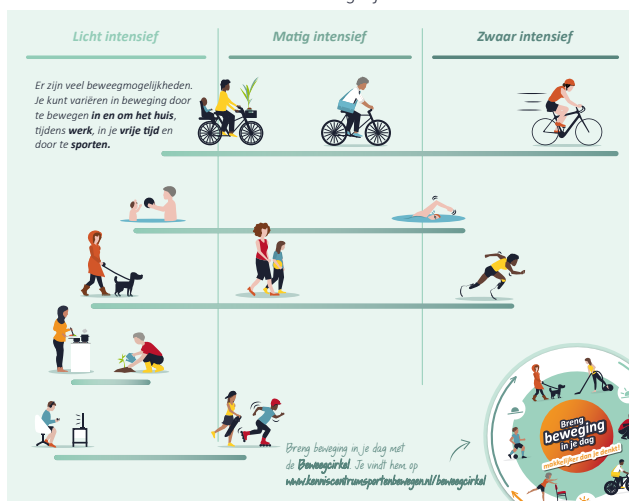 Licht intensief
Matig intensief
Zwaar intensief
Er zijn veel beweegmogelijkheden.
Je kunt variëren in beweging door
te bewegen in en om het huis,
tijdens werk, in je vrije tijd en
door te sporten.
Breng beweging in je dag met
de Beweegcirkel. Je vindt hem op
www.kenniscentrumsportenbewegen.nl/beweegcirkel
Breng
beweging
in je dag
makkelijker dan je denkt!